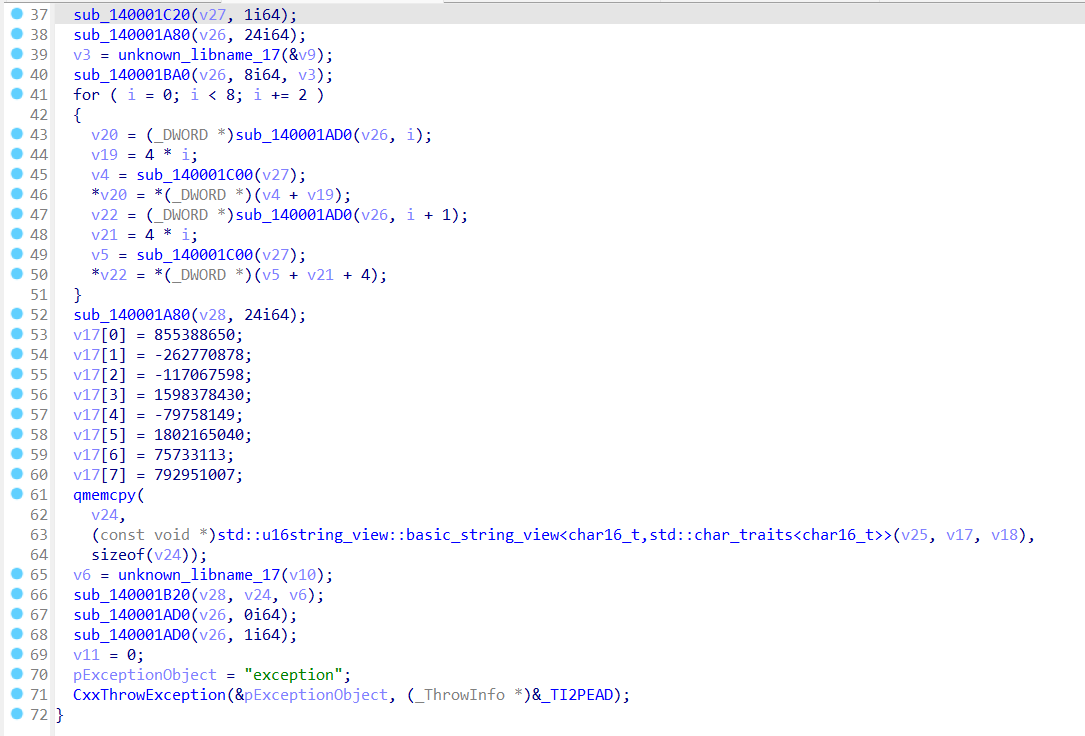 37 sub_140001C20(v27, 1i64);
38 sub_140001A80(v26, 24i64);
39 v3 = unknown_libname_17(&v9);
40 sub_140001BA0(v26, 8i64, v3);
41 for ( i = 0; i < 8; i += 2 )
42 {
43 v20 = (_DWORD *)sub_140001AD0(v26, i);
44 v19 = 4 * i;
45 v4 = sub_140001C00(v27);
46 *v20 = *(_DWORD *)(v4 + v19);
47 v22 = (_DWORD *)sub_140001AD0(v26, i + 1);
48 v21 = 4 * i;
49 v5 = sub_140001C00(v27);
50 *v22 = *(_DWORD *)(v5 + v21 + 4);
51 }
52 sub_140001A80(v28, 24i64);
53 v17[0] = 855388650;
54 v17[1] = -262770878;
55 v17[2] = -117067598;
56 v17[3] = 1598378430;
57 v17[4] = -79758149;
58 v17[5] = 1802165040;
59 v17[6] = 75733113;
60 v17[7] = 792951007;
61 qmemcpy(
62 v24,
63 (const void *)std::u16string_view::basic_string_view<char16_t,std::char_traits<char16_t>>(v25, v17, v18),
64 sizeof(v24));
65 v6 = unknown_libname_17(v10);
66 sub_140001B20(v28, v24, v6);
67 sub_140001AD0(v26, 0i64);
68 sub_140001AD0(v26, 1i64);
69 v11 = 0;
70 pExceptionObject = "exception";
71 CxxThrowException(&pExceptionObject, (_ThrowInfo *)&_TI2PEAD);
72 }